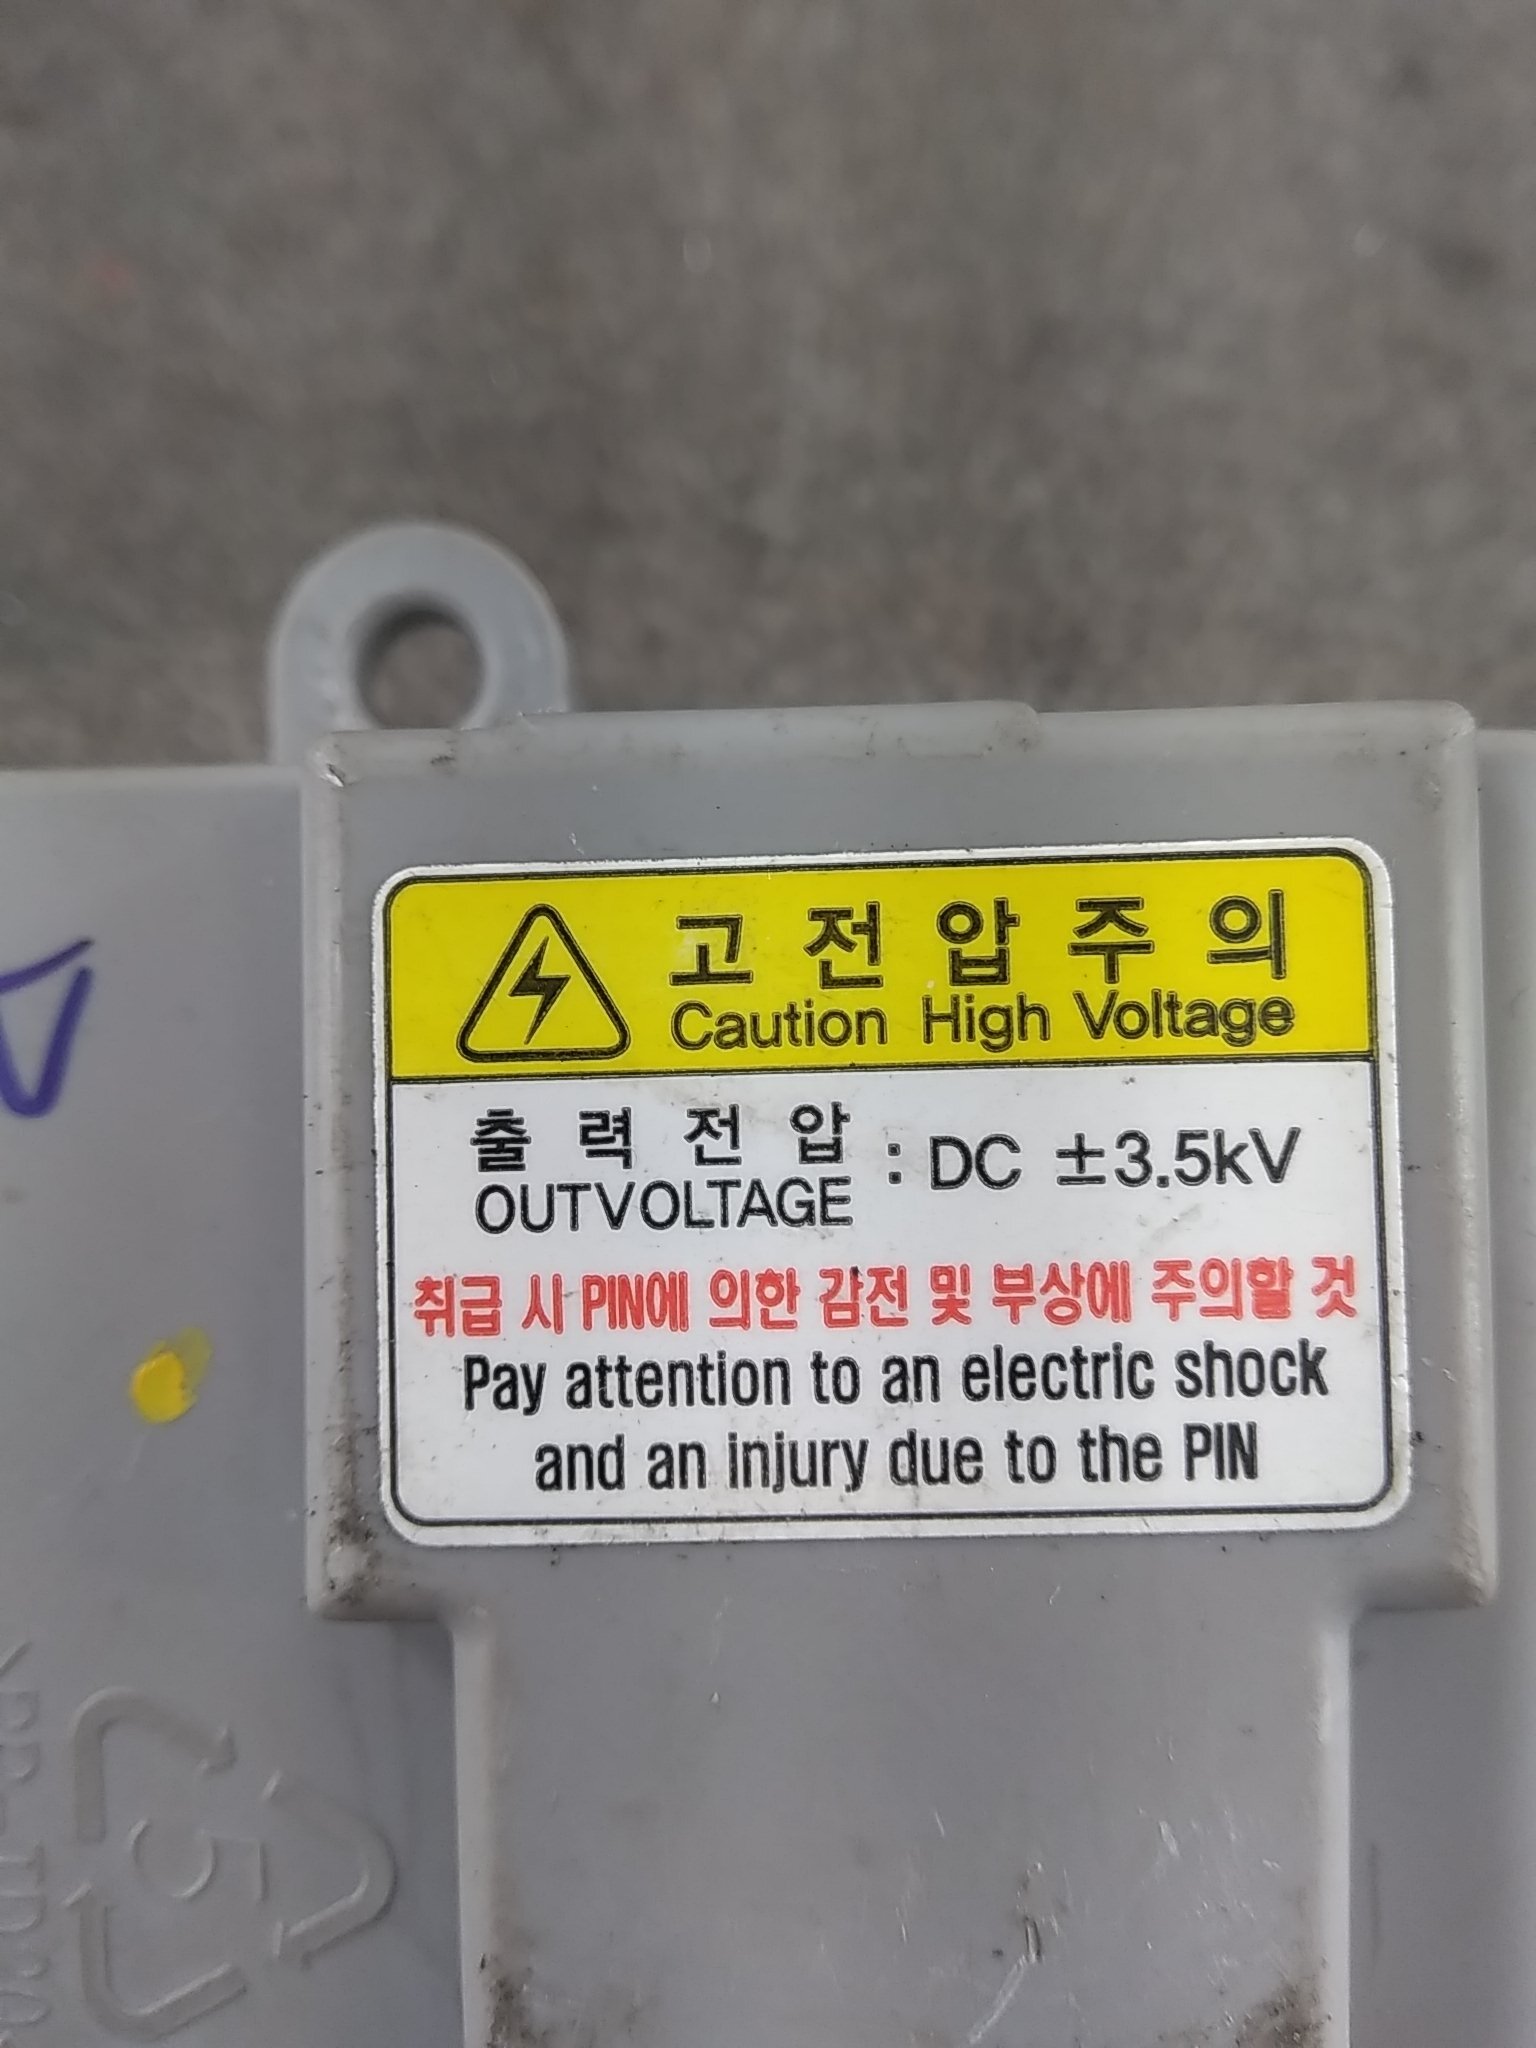 고전압주의
Caution High Voltage
출력전압 : DC ±3.5kV
OUTVOLTAGE
취급 시 PIN에 의한 감전 및 부상에 주의할 것
Pay attention to an electric shock
and an injury due to the PIN
5